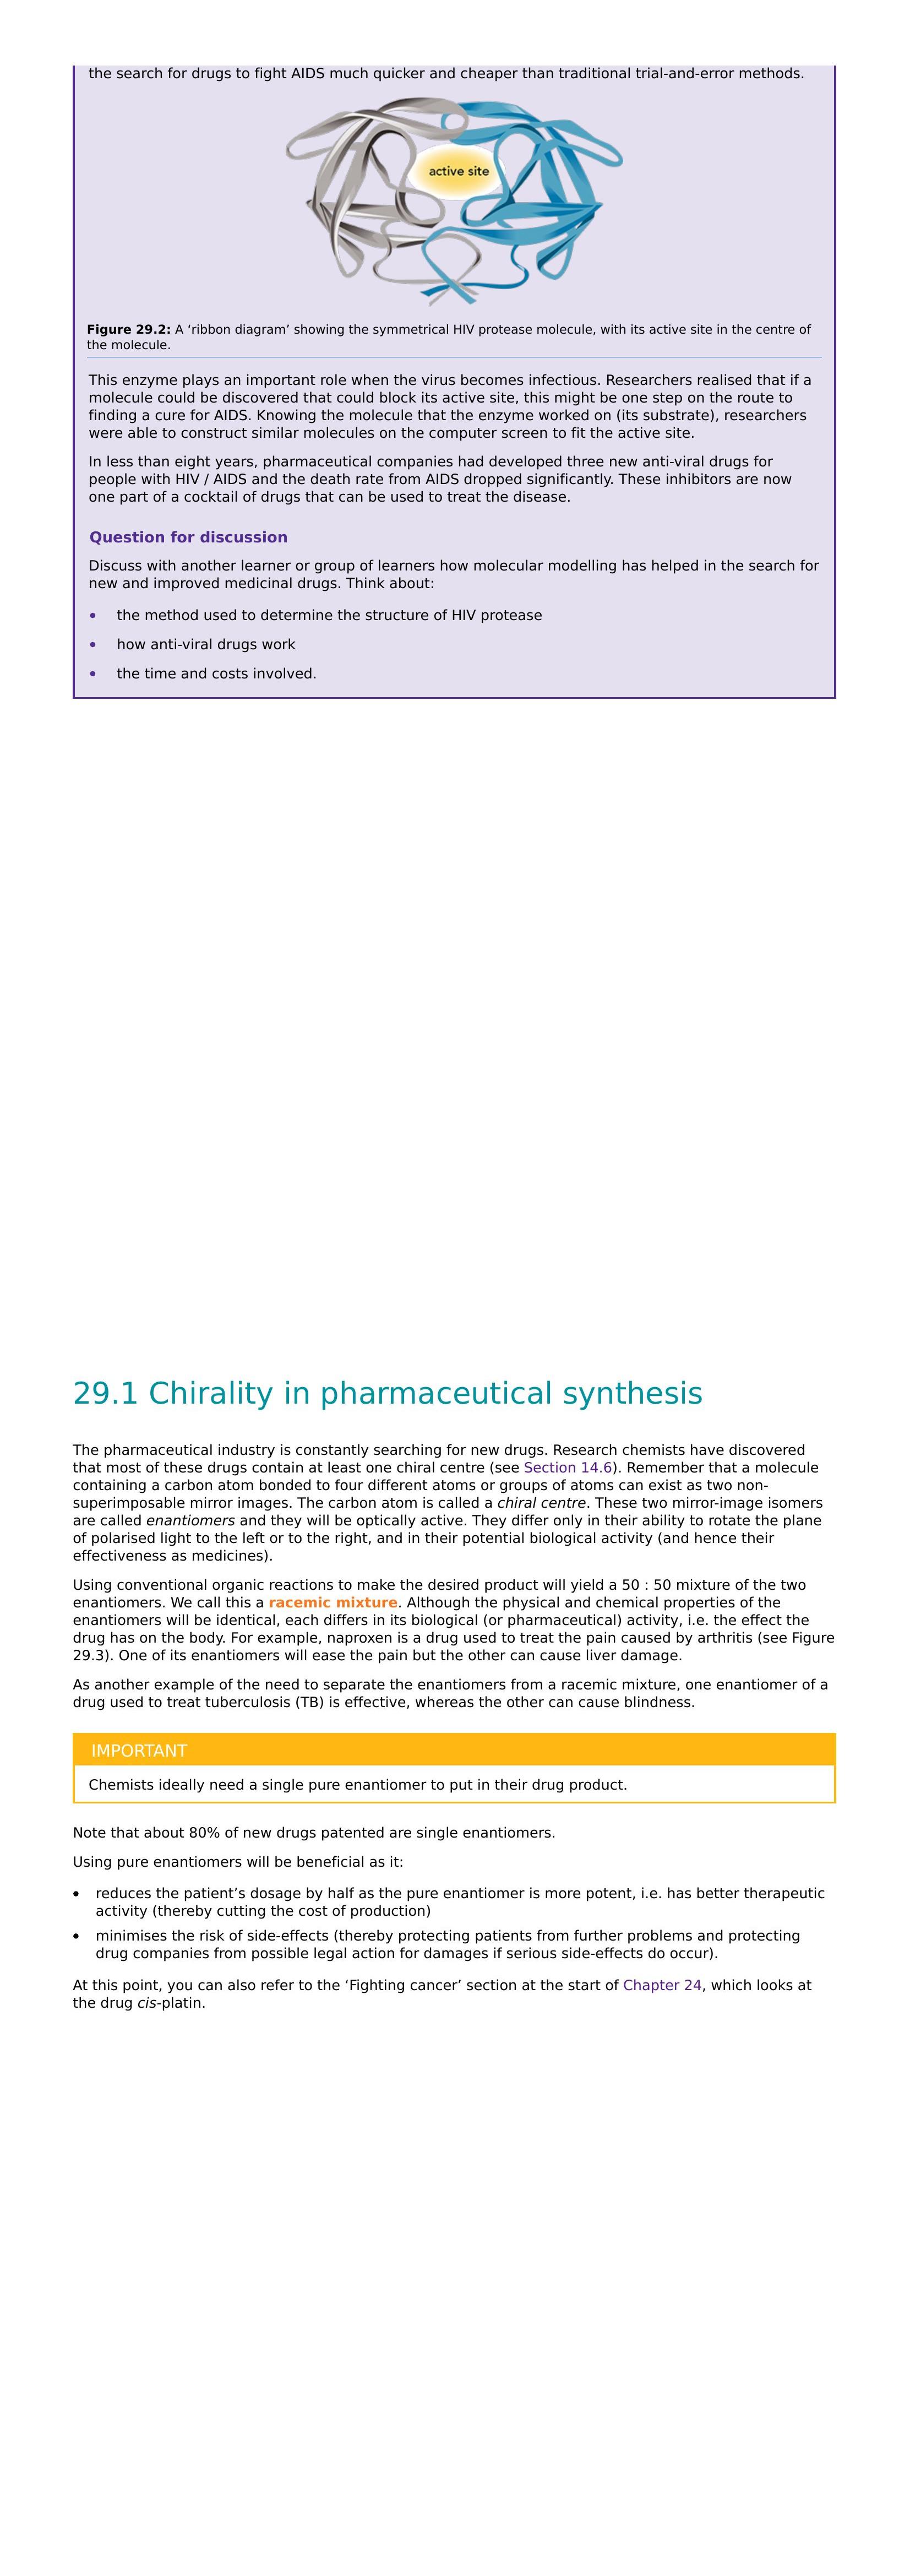 the search for drugs to fight AIDS much quicker and cheaper than traditional trial-and-error methods.
active site
Figure 29.2: A ‘ribbon diagram’ showing the symmetrical HIV protease molecule, with its active site in the centre of
the molecule.
This enzyme plays an important role when the virus becomes infectious. Researchers realised that if a
molecule could be discovered that could block its active site, this might be one step on the route to
finding a cure for AIDS. Knowing the molecule that the enzyme worked on (its substrate), researchers
were able to construct similar molecules on the computer screen to fit the active site.
In less than eight years, pharmaceutical companies had developed three new anti-viral drugs for
people with HIV / AIDS and the death rate from AIDS dropped significantly. These inhibitors are now
one part of a cocktail of drugs that can be used to treat the disease.
Question for discussion
Discuss with another learner or group of learners how molecular modelling has helped in the search for
new and improved medicinal drugs. Think about:
• the method used to determine the structure of HIV protease
• how anti-viral drugs work
• the time and costs involved.
29.1 Chirality in pharmaceutical synthesis
The pharmaceutical industry is constantly searching for new drugs. Research chemists have discovered
that most of these drugs contain at least one chiral centre (see Section 14.6). Remember that a molecule
containing a carbon atom bonded to four different atoms or groups of atoms can exist as two non-
superimposable mirror images. The carbon atom is called a chiral centre. These two mirror-image isomers
are called enantiomers and they will be optically active. They differ only in their ability to rotate the plane
of polarised light to the left or to the right, and in their potential biological activity (and hence their
effectiveness as medicines).
Using conventional organic reactions to make the desired product will yield a 50 : 50 mixture of the two
enantiomers. We call this a racemic mixture. Although the physical and chemical properties of the
enantiomers will be identical, each differs in its biological (or pharmaceutical) activity, i.e. the effect the
drug has on the body. For example, naproxen is a drug used to treat the pain caused by arthritis (see Figure
29.3). One of its enantiomers will ease the pain but the other can cause liver damage.
As another example of the need to separate the enantiomers from a racemic mixture, one enantiomer of a
drug used to treat tuberculosis (TB) is effective, whereas the other can cause blindness.
IMPORTANT
Chemists ideally need a single pure enantiomer to put in their drug product.
Note that about 80% of new drugs patented are single enantiomers.
Using pure enantiomers will be beneficial as it:
• reduces the patient’s dosage by half as the pure enantiomer is more potent, i.e. has better therapeutic
activity (thereby cutting the cost of production)
• minimises the risk of side-effects (thereby protecting patients from further problems and protecting
drug companies from possible legal action for damages if serious side-effects do occur).
At this point, you can also refer to the ‘Fighting cancer’ section at the start of Chapter 24, which looks at
the drug cis-platin.